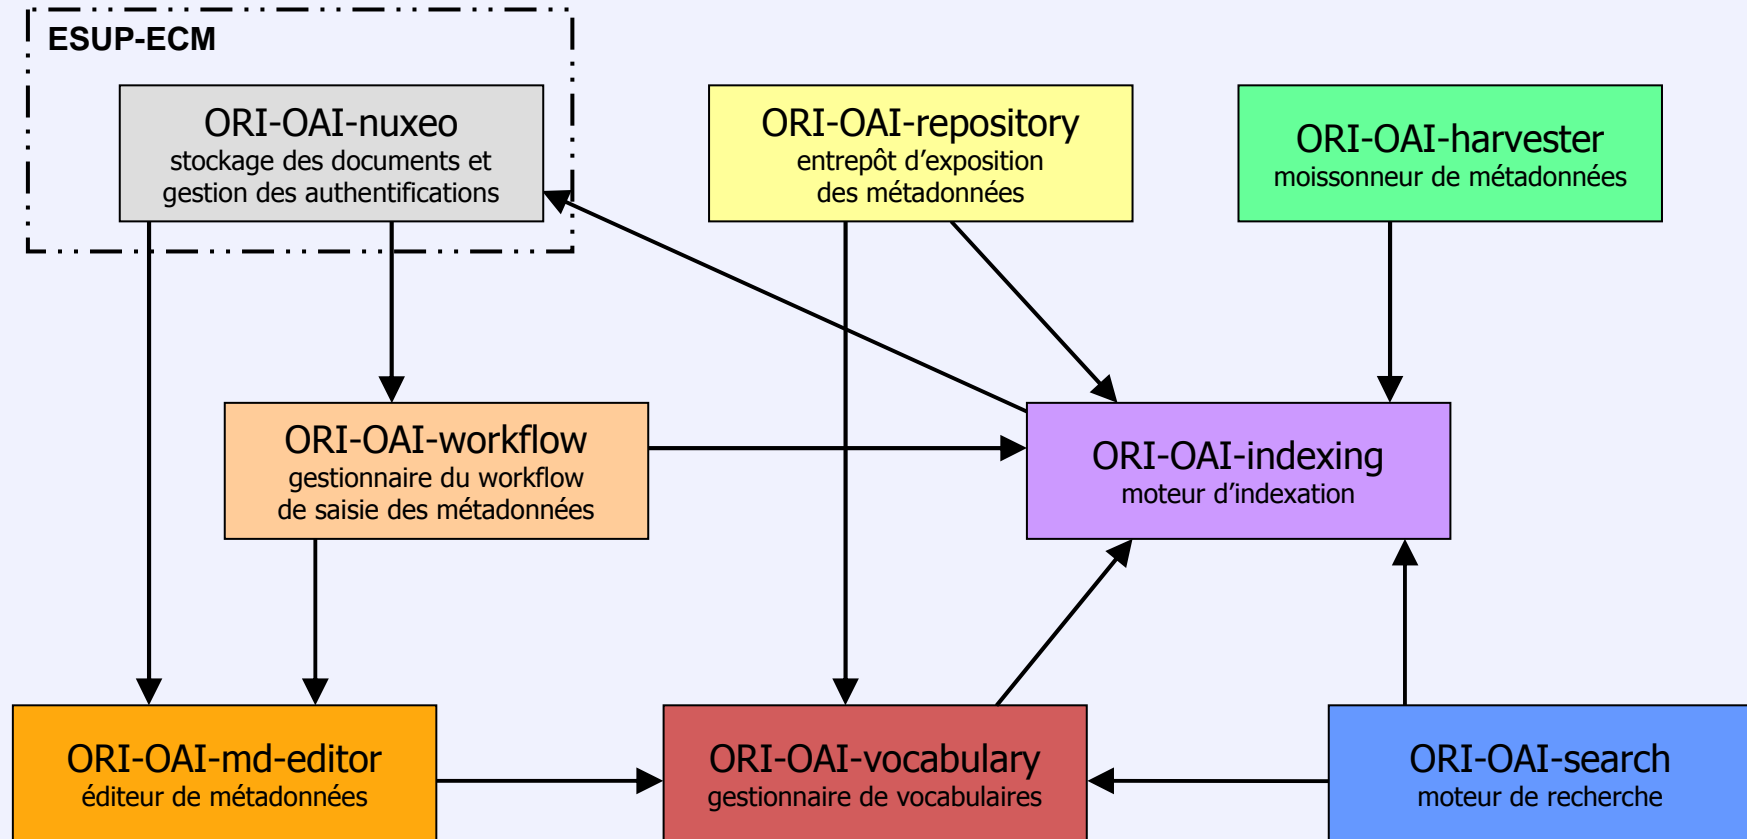 ESUP-ECM
ORI-OAI-nuxeo
stockage des documents et
gestion des authentifications
ORI-OAI-repository
entrepôt d’exposition
des métadonnées
ORI-OAI-harvester
moissonneur de métadonnées
ORI-OAI-workflow
gestionnaire du workflow
de saisie des métadonnées
ORI-OAI-indexing
moteur d’indexation
ORI-OAI-md-editor
éditeur de métadonnées
ORI-OAI-vocabulary
gestionnaire de vocabulaires
ORI-OAI-search
moteur de recherche